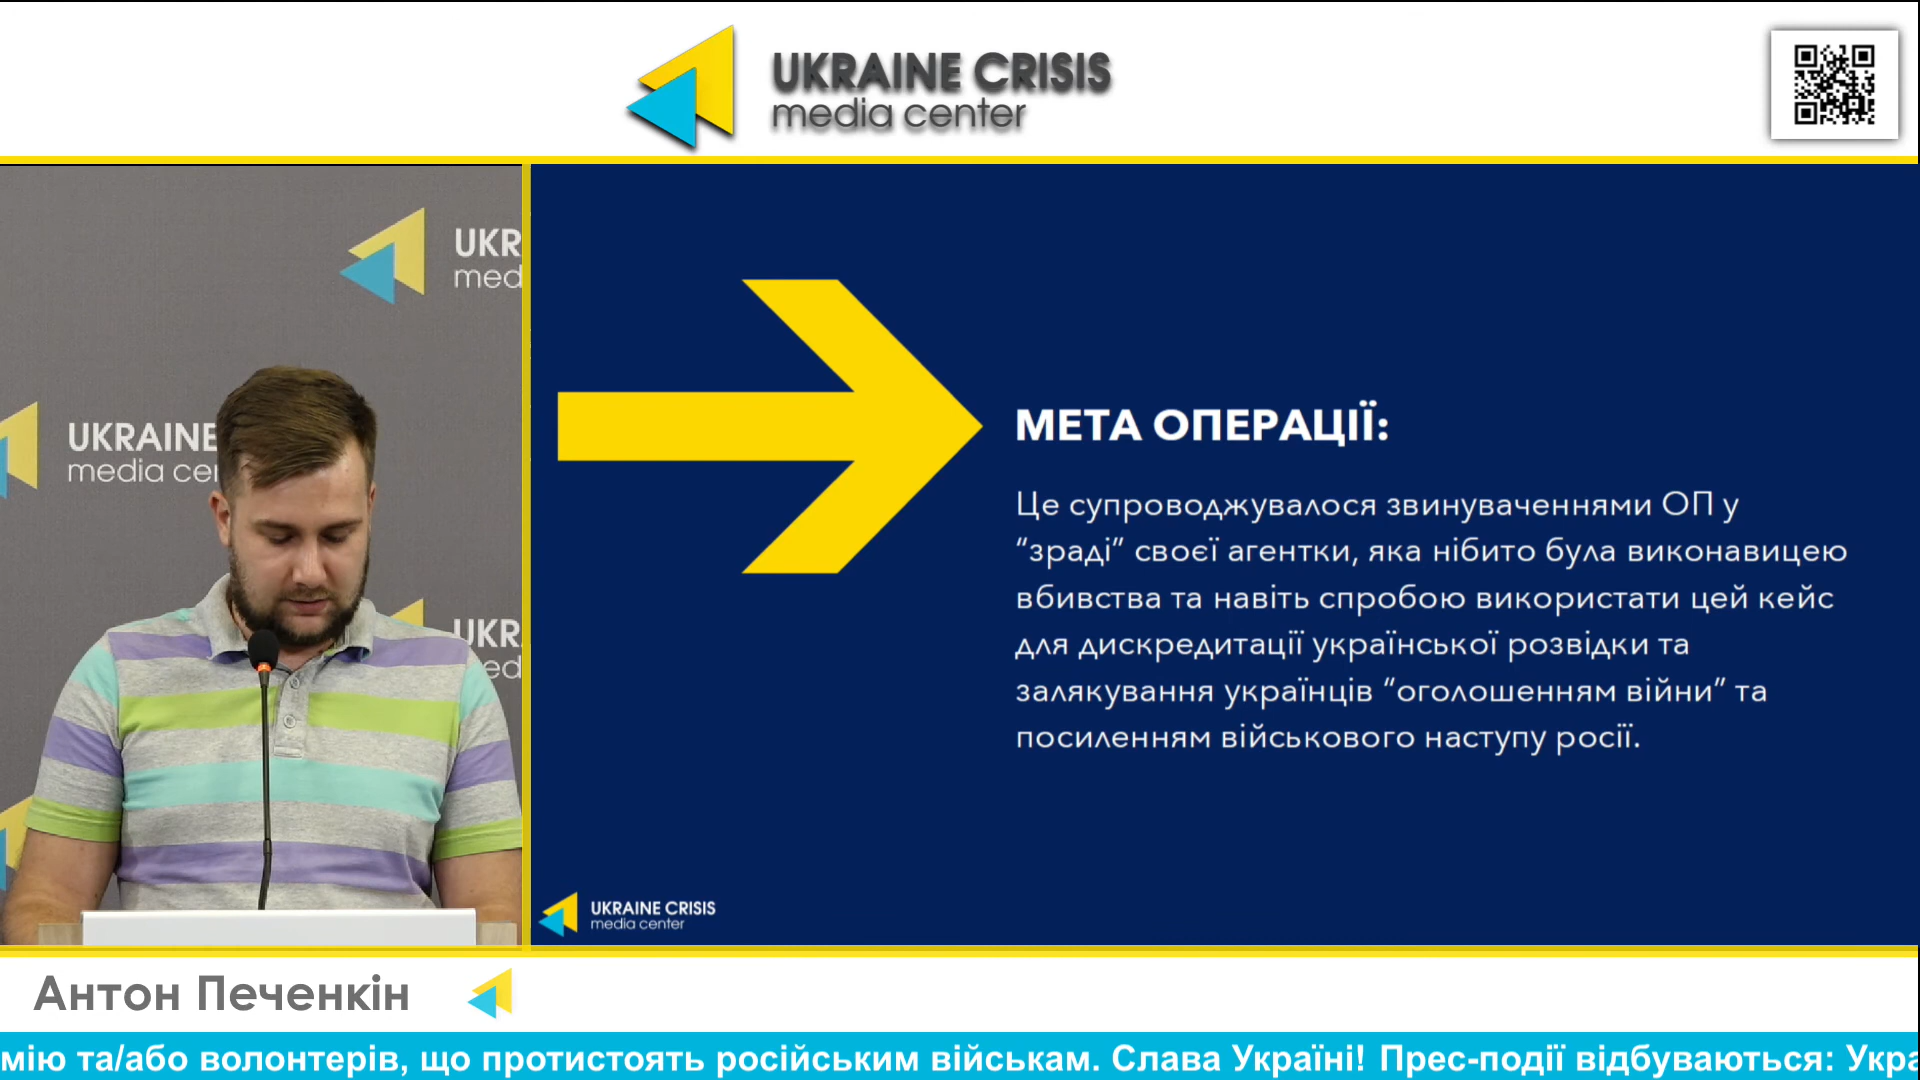 UKRAINE CRISIS
media center
UKR
med
UKRAINE
media cen
UKR
ed
МЕТА ОПЕРАЦІЇ:
Це супроводжувалося звинуваченнями ОП у
“зраді” своєї агентки, яка нібито була виконавицею
вбивства та навіть спробою використати цей кейс
для дискредитації української розвідки та
залякування українців “оголошенням війни” та
посиленням військового наступу росії.
UKRAINE CRISIS
media center
Антон Печенкін
мію та/або волонтерів, що протистоять російським військам. Слава Україні! Прес-події відбуваються: Укра